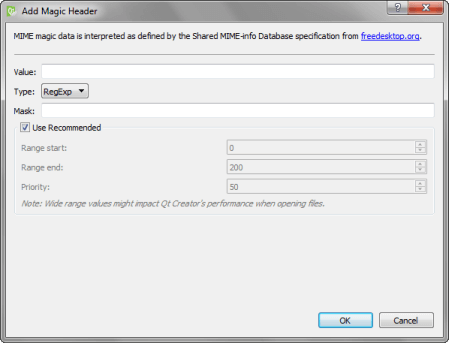 Add Magic Header
MIME magic data is interpreted as defined by the Shared MIME-info Database specification from freedesktop.org.
Value:
Type: RegExp
Mask:
Use Recommended
Range start: 0
Range end: 200
Priority: 50
Note: Wide range values might impact Qt Creator's performance when opening files.
OK Cancel